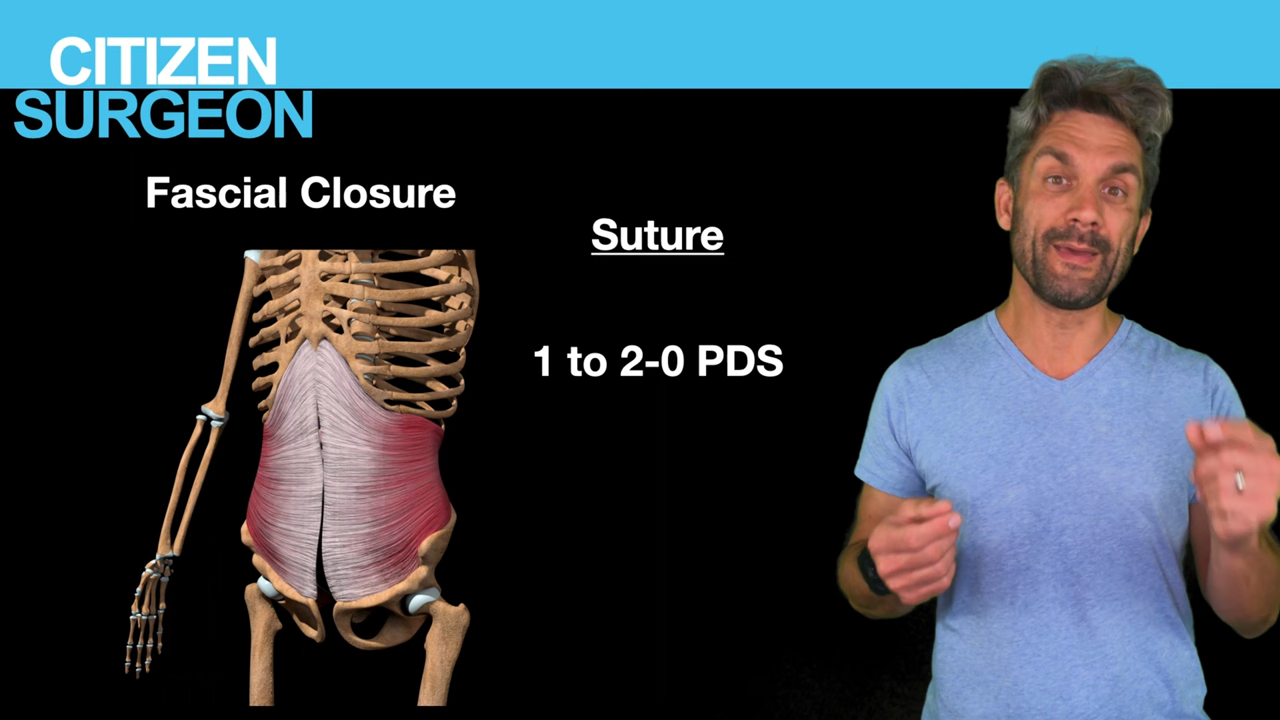 CITIZEN
SURGEON
Fascial Closure
Suture
1 to 2-0 PDS